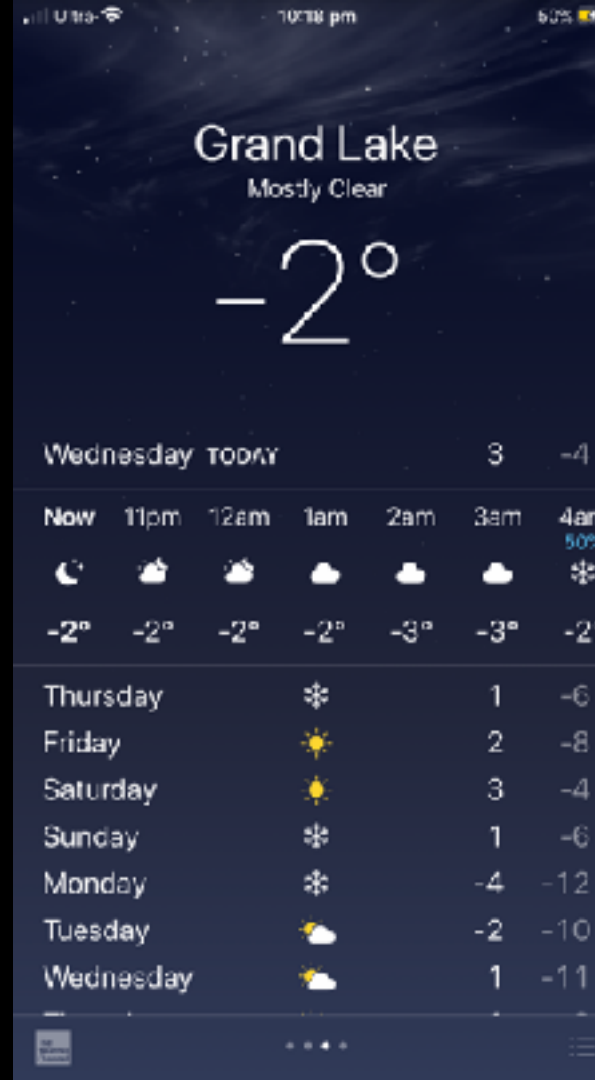 10:18 pm 50%
Grand Lake
Mostly Clear
-2°
Wednesday TODAY 3 -4
Now 11pm 12am 1am 2am 3am
50%
-2° -2° -2° -2° -3° -3° -2
Thursday 1 -6
Friday 2 -8
Saturday 3 -4
Sunday 1 -6
Monday -4 -12
Tuesday -2 -10
Wednesday 1 -11